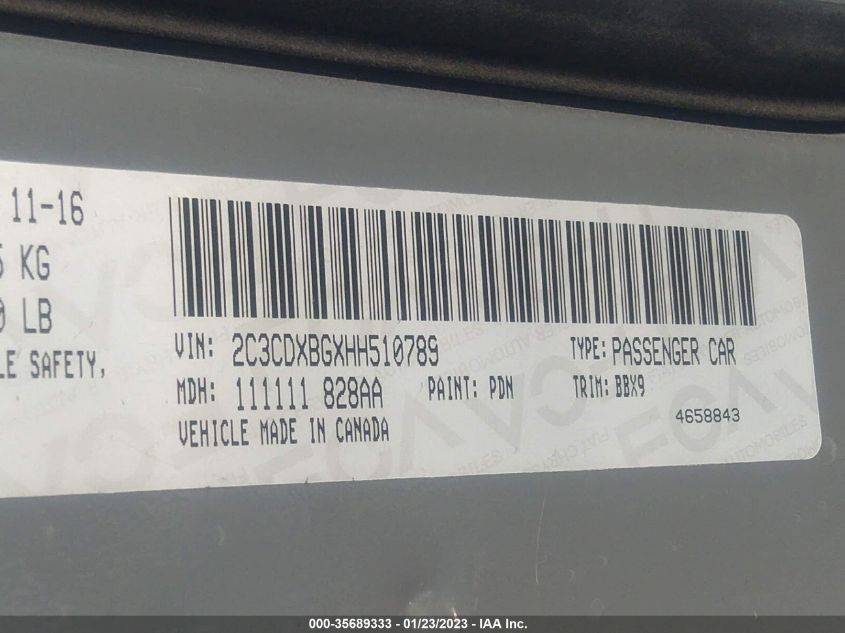 11-16
KG
LB
SAFETY,
VIN: 2C3CDXBGXHH510789 TYPE: PASSENGER CAR
MDH: 111111 828AA PAINT: PDN TRIM: BBX9
VEHICLE MADE IN CANADA 4658843
000-35689333 - 01/23/2023 - IAA Inc.